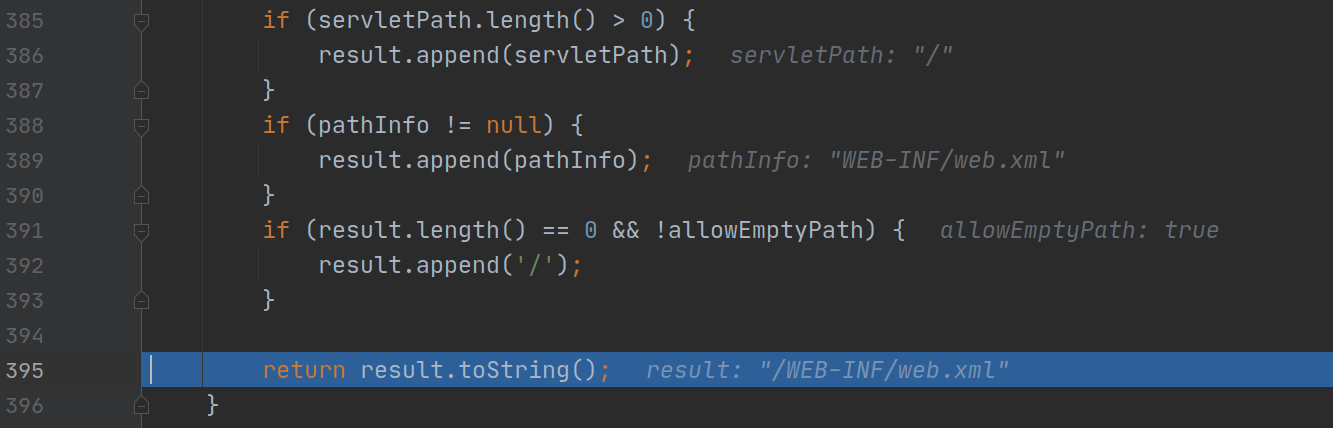 385 if (servletPath.length() > 0) {
386 result.append(servletPath); servletPath: "/"
387 }
388 if (pathInfo != null) {
389 result.append(pathInfo); pathInfo: "WEB-INF/web.xml"
390 }
391 if (result.length() == 0 && !allowEmptyPath) { allowEmptyPath: true
392 result.append('/');
393 }
394
395 return result.toString(); result: "/WEB-INF/web.xml"
396 }